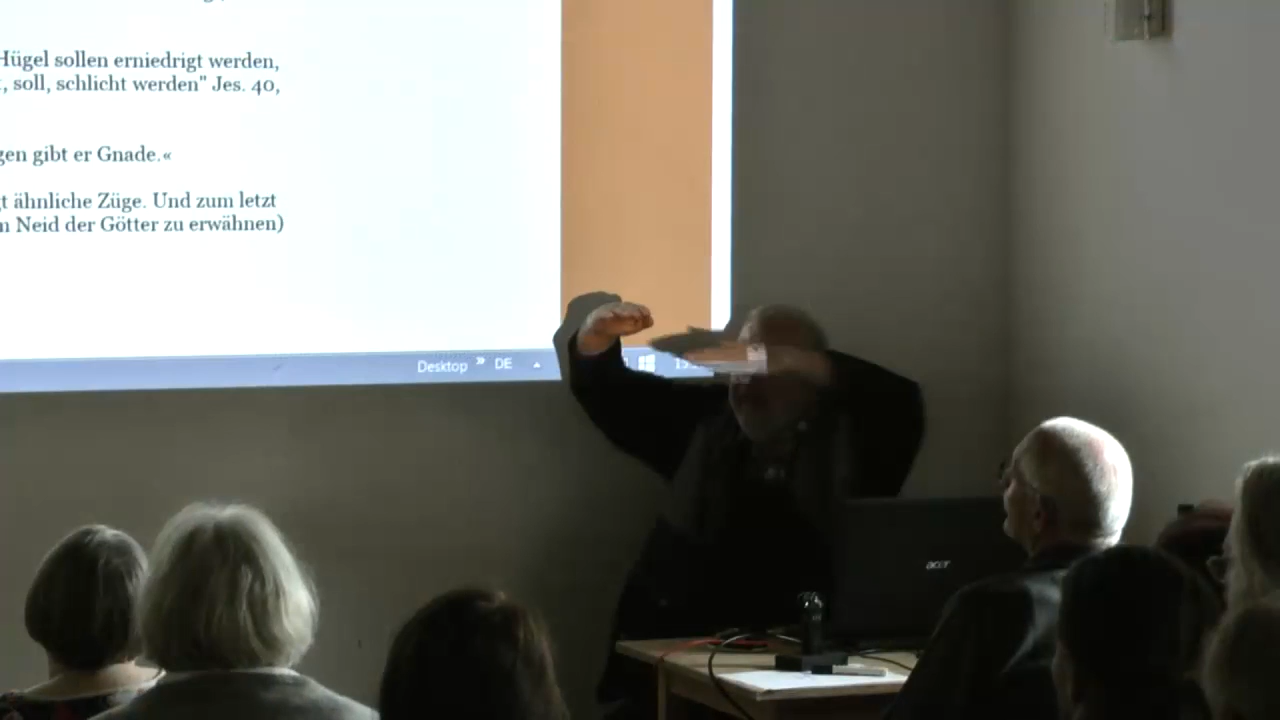 Hügel sollen erniedrigt werden,
, soll, schlicht werden" Jes. 40,
gen gibt er Gnade.«
t ähnliche Züge. Und zum letzt
Neid der Götter zu erwähnen)
Desktop » DE
acer